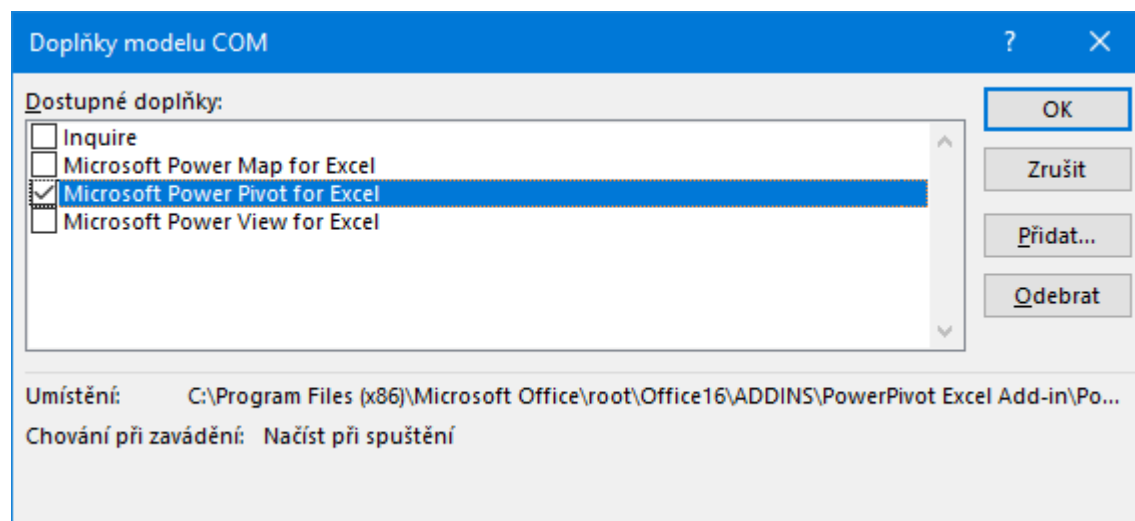 Doplňky modelu COM
?
Dostupné doplňky:
OK
Inquire
Microsoft Power Map for Excel
Zrušit
Microsoft Power Pivot for Excel
Microsoft Power View for Excel
Přidat...
Odebrat
Umístění: C:\Program Files (x86)\Microsoft Office\root\Office16\ADDINS\PowerPivot Excel Add-in\Po...
Chování při zavádění: Načíst při spuštění